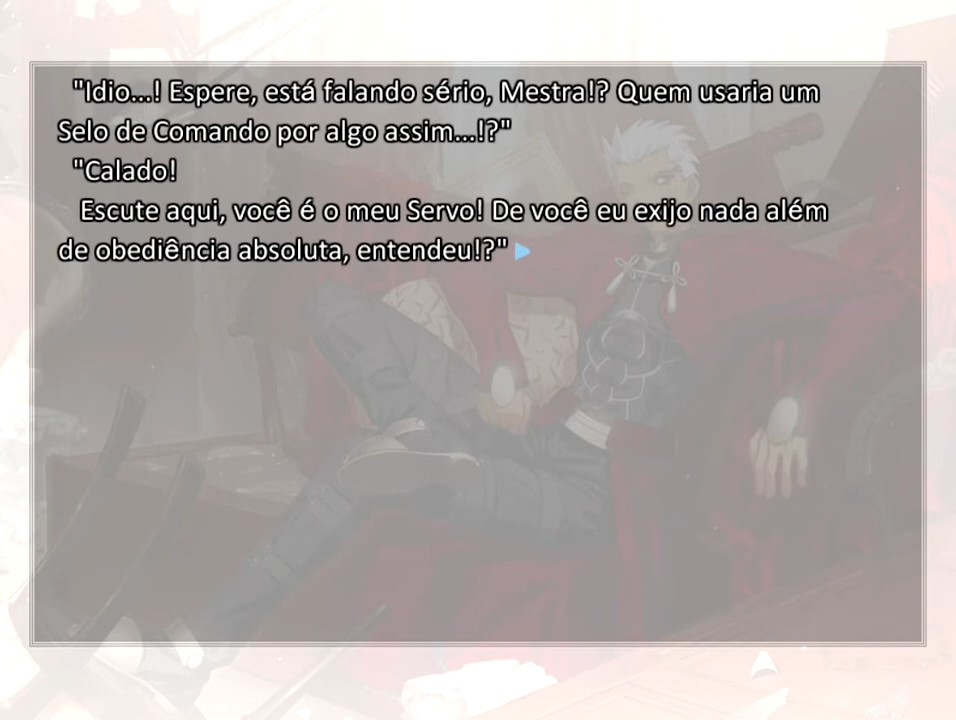 "Idio...! Espere, está falando sério, Mestra!? Quem usaria um
Selo de Comando por algo assim...!?"
"Calado!
Escute aqui, você é o meu Servo! De você eu exijo nada além
de obediência absoluta, entendeu!?"